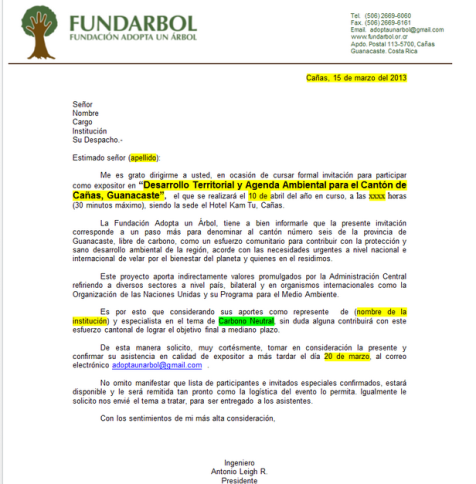 FUNDARBOL
FUNDACIÓN ADOPTA UN ÁRBOL
Tel. (506) 2669-6060
Fax. (506) 2669-6161
Email. adoptaunarbol@gmail.com
www.fundarbol.or.cr
Apdo. Postal 113-5700, Cañas
Guanacaste. Costa Rica
Cañas, 15 de marzo del 2013
Señor
Nombre
Cargo
Institución
Su Despacho.-
Estimado señor (apellido):
Me es grato dirigirme a usted, en ocasión de cursar formal invitación para participar
como expositor en “Desarrollo Territorial y Agenda Ambiental para el Cantón de
Cañas, Guanacaste”, el que se realizará el 10 de abril del año en curso, a las xxxx horas
(30 minutos máximo), siendo la sede el Hotel Kam Tu, Cañas.
La Fundación Adopta un Árbol, tiene a bien informarle que la presente invitación
corresponde a un paso más para denominar al cantón número seis de la provincia de
Guanacaste, libre de carbono, como un esfuerzo comunitario para contribuir con la protección y
sano desarrollo ambiental de la región, acorde con las necesidades urgentes a nivel nacional e
internacional de velar por el bienestar del planeta y quienes en el residimos.
Este proyecto aporta indirectamente valores promulgados por la Administración Central
refiriendo a diversos sectores a nivel país, bilateral y en organismos internacionales como la
Organización de las Naciones Unidas y su Programa para el Medio Ambiente.
Es por esto que considerando sus aportes como represente de (nombre de la
institución) y especialista en el tema de Carbono Neutral, sin duda alguna contribuirá con este
esfuerzo cantonal de lograr el objetivo final a mediano plazo.
De esta manera solicito, muy cortésmente, tomar en consideración la presente y
confirmar su asistencia en calidad de expositor a más tardar el día 20 de marzo, al correo
electrónico adoptaunarbol@gmail.com .
No omito manifestar que lista de participantes e invitados especiales confirmados, estará
disponible y le será remitida tan pronto como la logística del evento lo permita. Igualmente le
solicito nos envié el tema a tratar, para ser entregado a los asistentes.
Con los sentimientos de mi más alta consideración,
Ingeniero
Antonio Leigh R.
Presidente